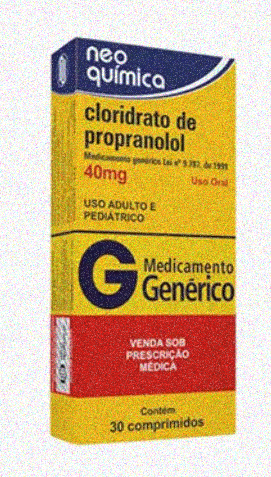 neo
química
cloridrato de
propranolol
Medicamento genérico Lei nº 9.787, de 1999
40mg
Uso Oral
USO ADULTO E
PEDIÁTRICO
G Medicamento
Genérico
VENDA SOB
PRESCRIÇÃO
MÉDICA
Contém
30 comprimidos